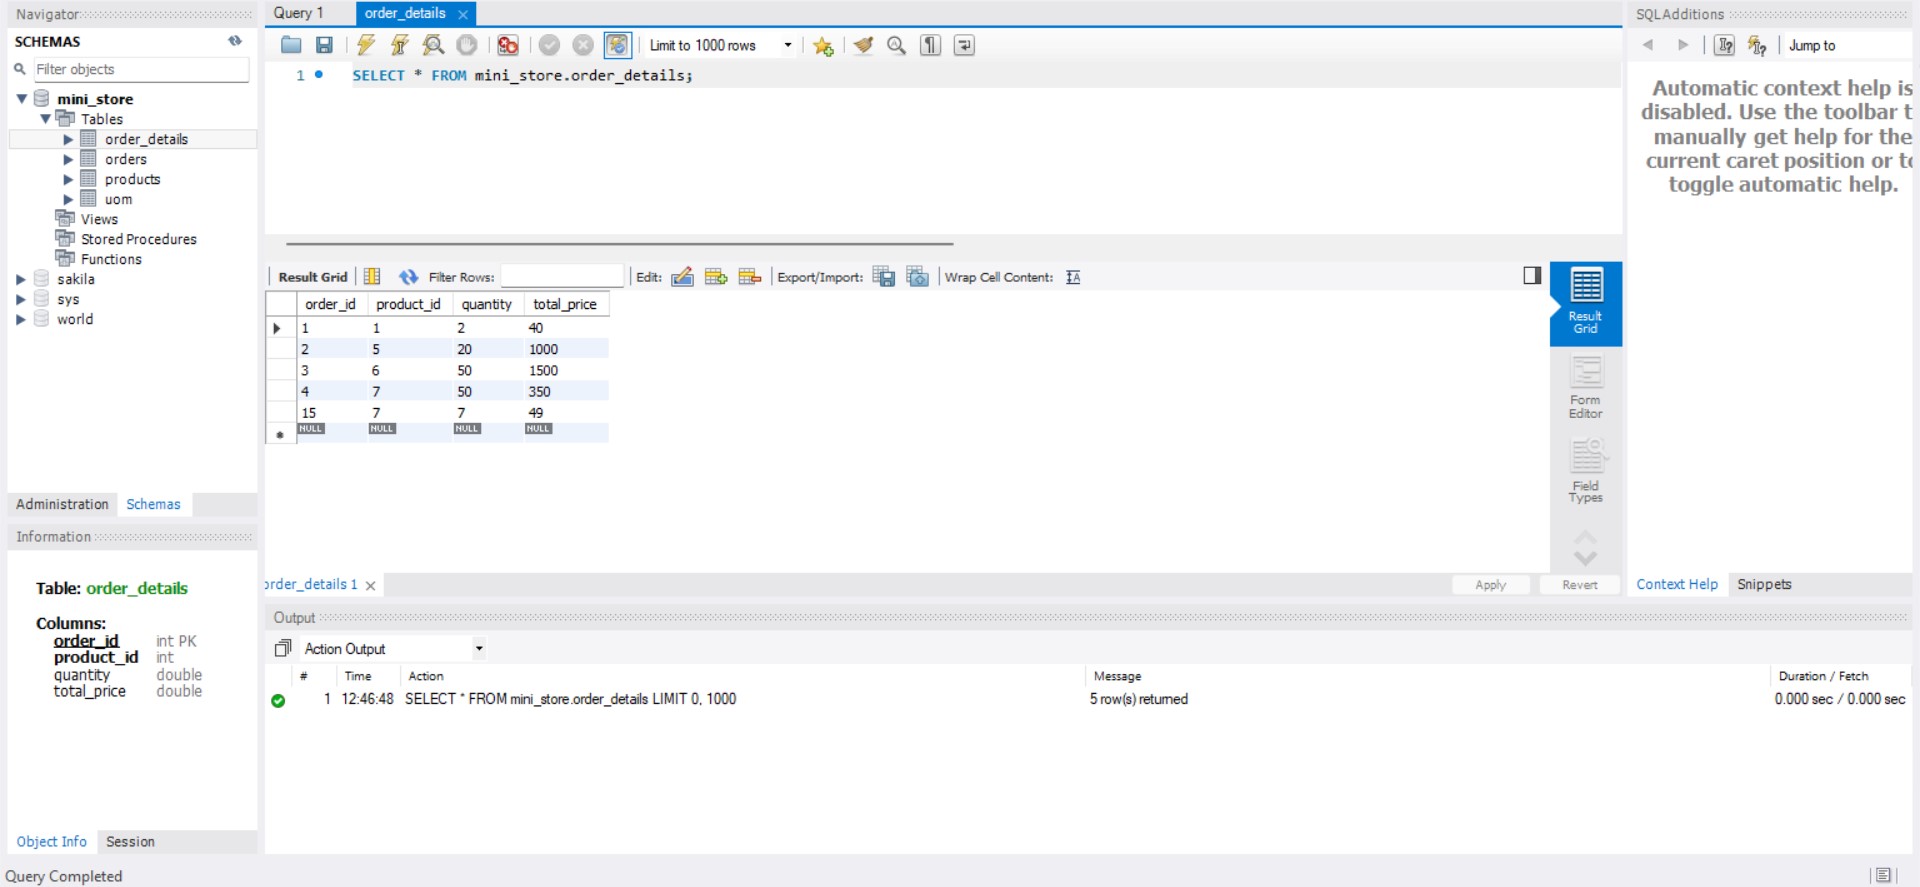 Navigator
SCHEMAS
Filter objects
mini_store
Tables
order_details
orders
products
uom
Views
Stored Procedures
Functions
sakila
sys
world
Administration Schemas
Information
Table: order_details
Columns:
order_id int PK
product_id int
quantity double
total_price double
Object Info Session
Query Completed
Query 1 order_details
Limit to 1000 rows
1 SELECT * FROM mini_store.order_details;
Result Grid Filter Rows: Edit: Export/Import: Wrap Cell Content:
order_id product_id quantity total_price
1 1 2 40
2 5 20 1000
3 6 50 1500
4 7 50 350
15 7 7 49
NULL NULL NULL NULL
Result
Grid
Form
Editor
Field
Types
order_details 1 Apply Revert
Output
Action Output
# Time Action Message Duration / Fetch
1 12:46:48 SELECT * FROM mini_store.order_details LIMIT 0, 1000 5 row(s) returned 0.000 sec / 0.000 sec
SQLAdditions
Jump to
Automatic context help is
disabled. Use the toolbar t
manually get help for the
current caret position or to
toggle automatic help.
Context Help Snippets